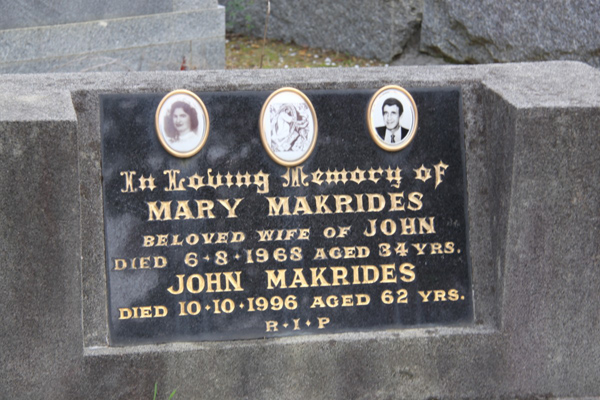 In Loving Memory of
MARY MAKRIDES
BELOVED WIFE OF JOHN
DIED 6·8·1968 AGED 34 YRS.
JOHN MAKRIDES
DIED 10·10·1996 AGED 62 YRS.
R·I·P